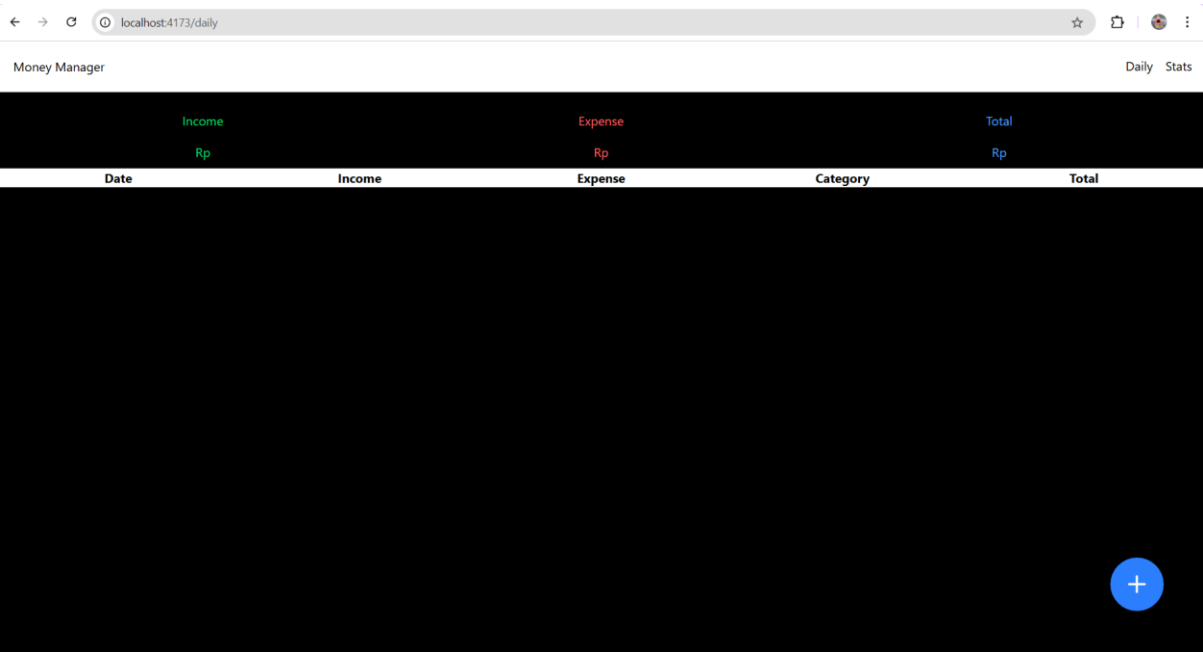 localhost:4173/daily
Money Manager Daily Stats
Income Expense Total
Rp Rp Rp
Date Income Expense Category Total